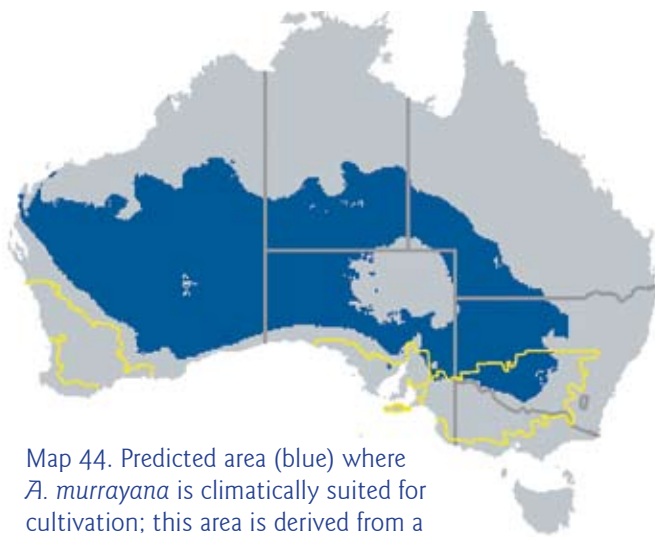 Map 44. Predicted area (blue) where
A. murrayana is climatically suited for
cultivation; this area is derived from a